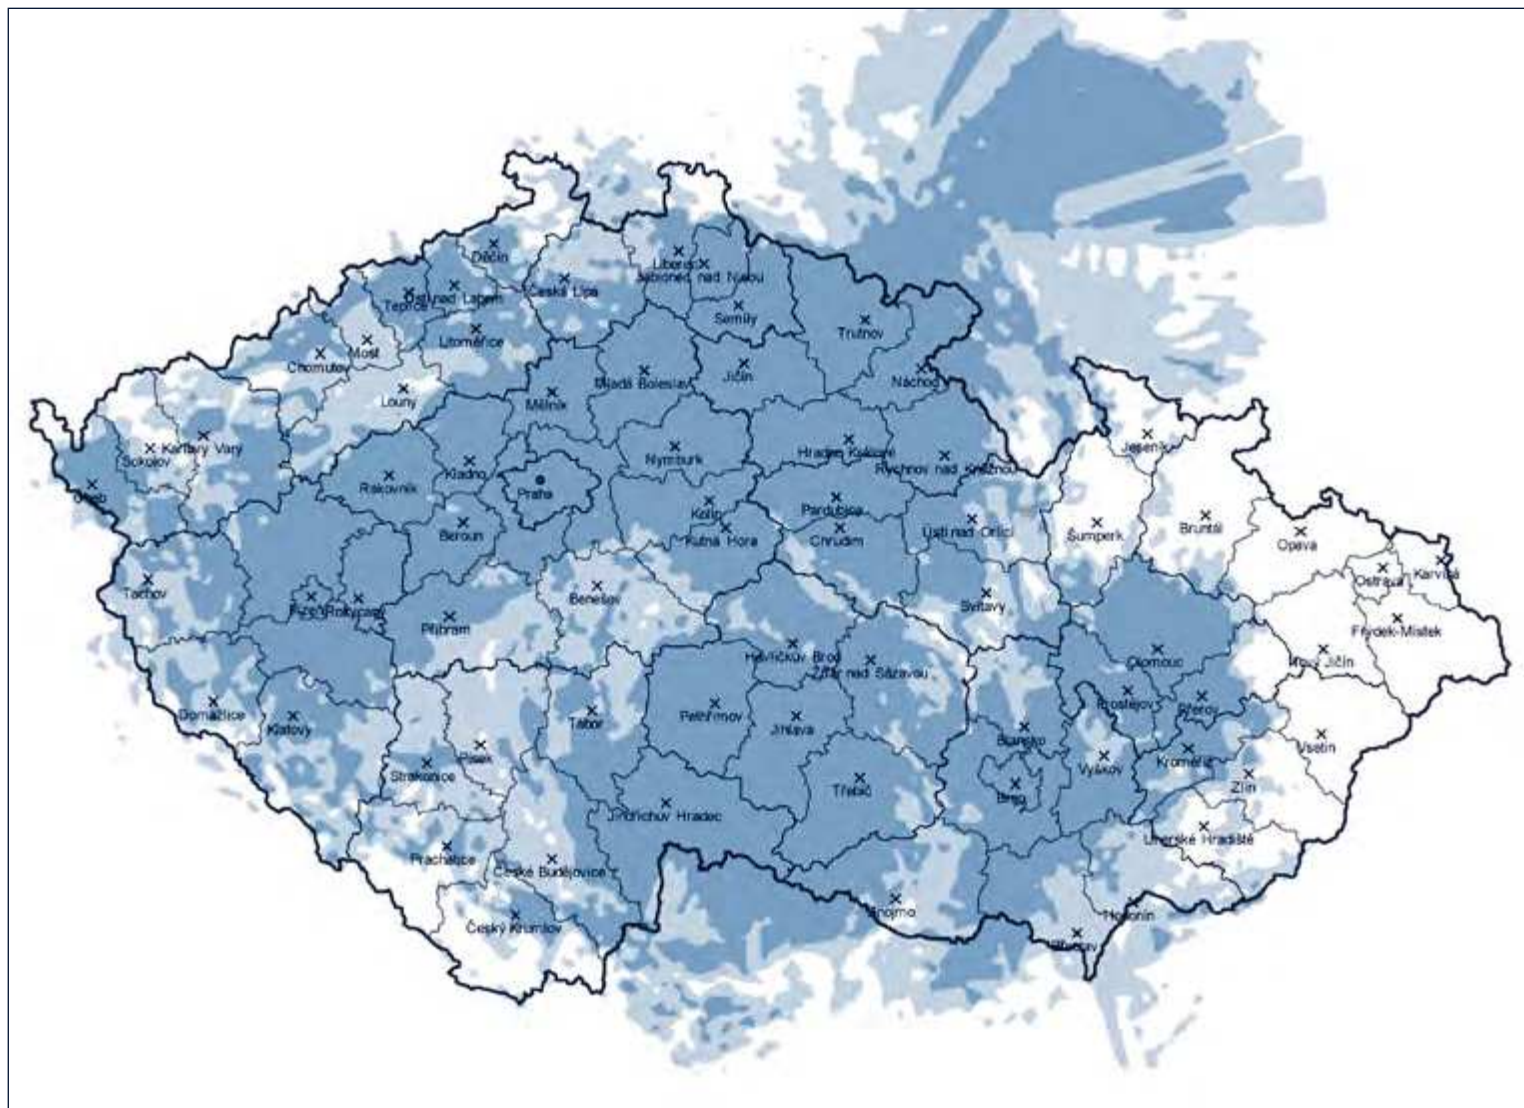 Děčín
Liberec
Jablonec nad Nisou
Teplice
Ústí nad Labem
Česká Lípa
Semily
Trutnov
Litoměřice
Most
Chomutov
Mladá Boleslav
Jičín
Náchod
Louny
Mělník
Jeseník
Karlovy Vary
Sokolov
Nymburk
Hradec Králové
Rychnov nad Kněžnou
Rakovník
Kladno
Praha
Cheb
Kolín
Pardubice
Beroun
Kutná Hora
Chrudim
Ústí nad Orlicí
Šumperk
Bruntál
Opava
Ostrava
Karviná
Tachov
Plzeň
Rokycany
Benešov
Svitavy
Příbram
Frýdek-Místek
Havlíčkův Brod
Žďár nad Sázavou
Olomouc
Nový Jičín
Domažlice
Klatovy
Tábor
Pelhřimov
Jihlava
Prostějov
Přerov
Blansko
Vsetín
Písek
Strakonice
Vyškov
Kroměříž
Zlín
Třebíč
Brno
Jindřichův Hradec
Uherské Hradiště
Prachatice
České Budějovice
Znojmo
Hodonín
Český Krumlov
Břeclav